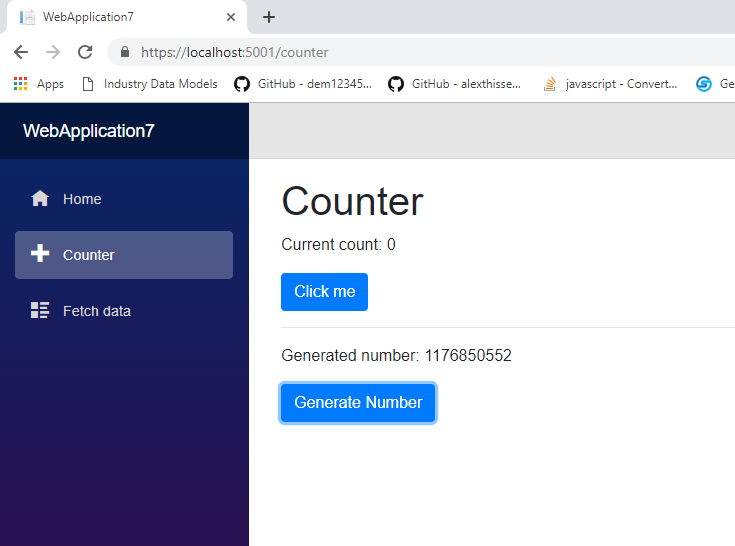 WebApplication7
https://localhost:5001/counter
Apps Industry Data Models GitHub - dem12345... GitHub - alexthisse... javascript - Convert... Ge
WebApplication7
Home
Counter
Fetch data
Counter
Current count: 0
Click me
Generated number: 1176850552
Generate Number